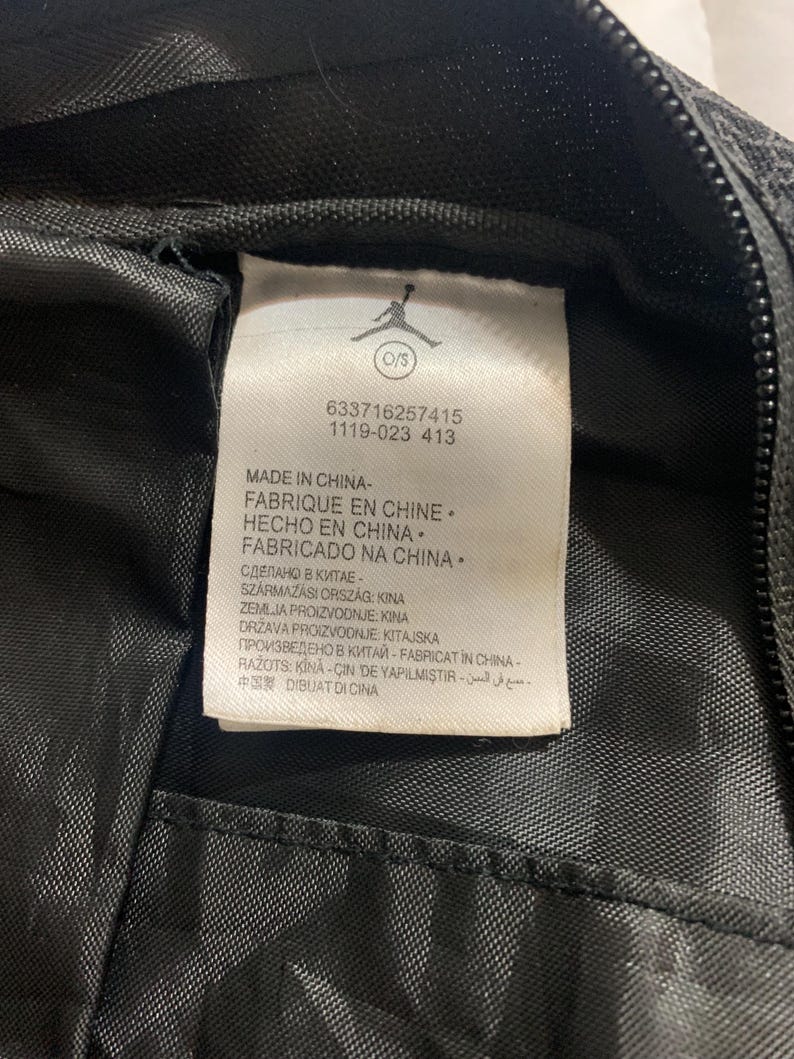 O/S
633716257415
1119-023 413
MADE IN CHINA-
FABRIQUE EN CHINE •
HECHO EN CHINA •
FABRICADO NA CHINA •
СДЕЛАНО В КИТАЕ -
SZÁRMAZÁSI ORSZÁG: KINA
ZEMLJA PROIZVODNJE: KINA
DRŽAVA PROIZVODNJE: KITAJSKA
ПРОИЗВЕДЕНО В КИТАЙ - FABRICAT ÎN CHINA -
RAŽOTS: ĶĪNĀ - ÇIN 'DE YAPILMIŞTIR - صنع في الصين -
中国製 DIBUAT DI CINA